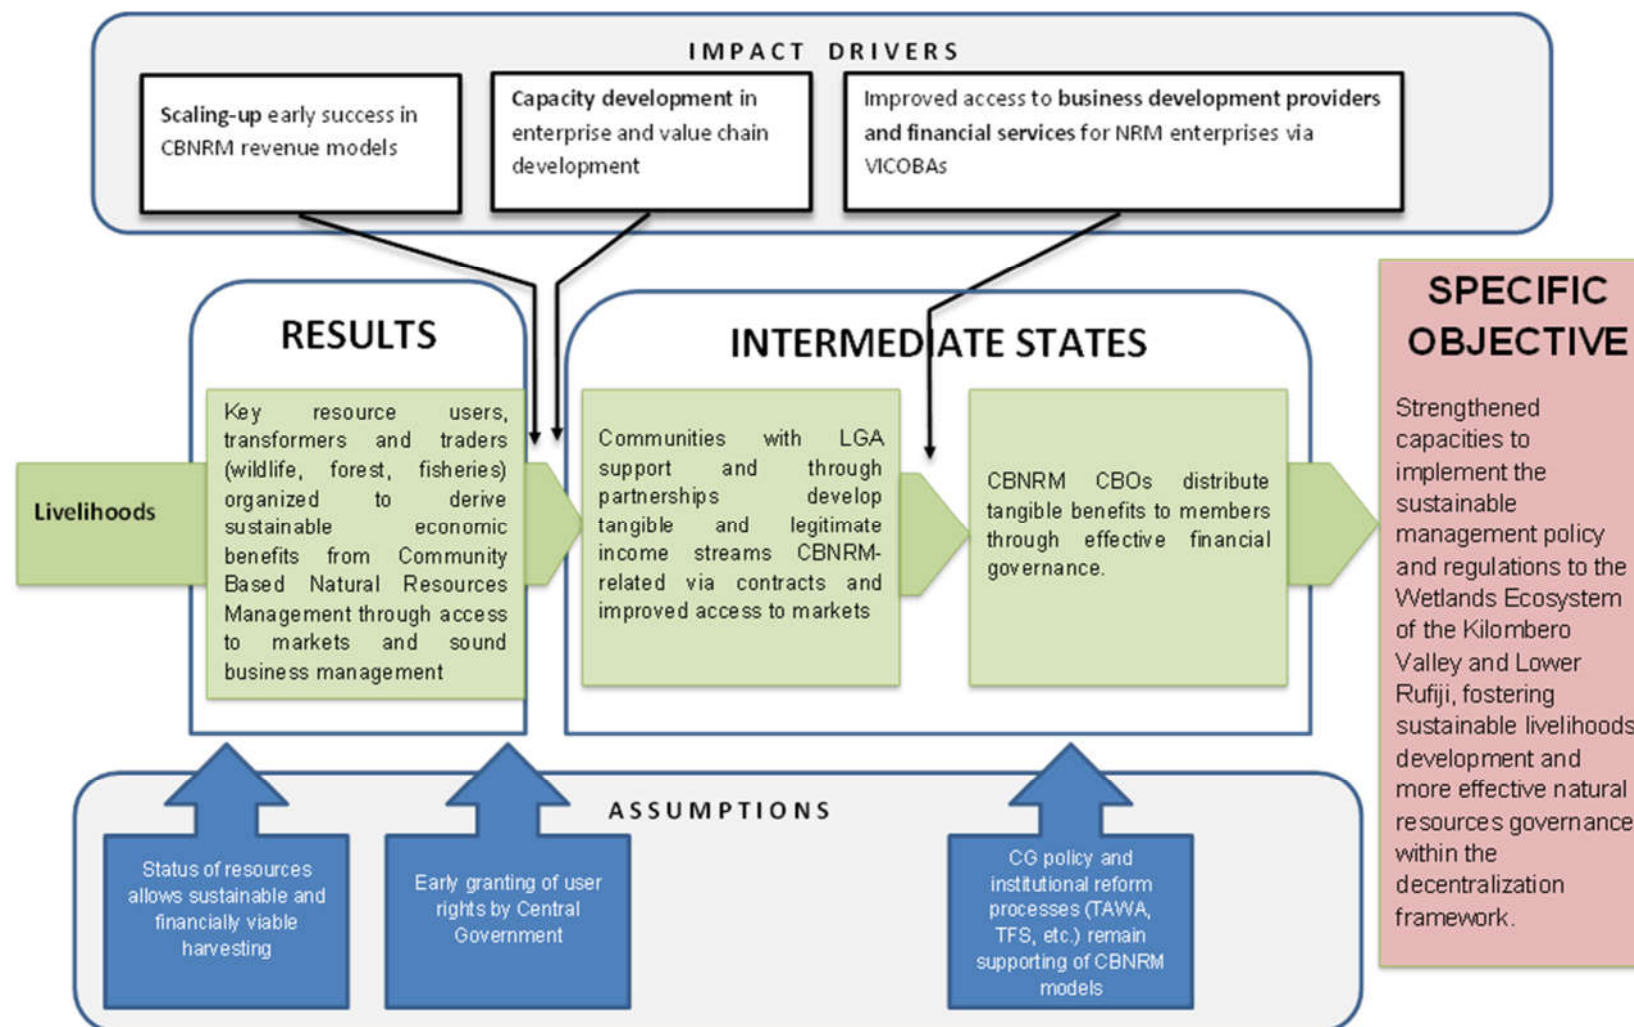 IMPACT DRIVERS
Scaling-up early success in
CBNRM revenue models
Capacity development in
enterprise and value chain
development
Improved access to business development providers
and financial services for NRM enterprises via
VICOBAs
RESULTS
INTERMEDIATE STATES
SPECIFIC
OBJECTIVE
Livelihoods
Key resource users,
transformers and traders
(wildlife, forest, fisheries)
organized to derive
sustainable economic
benefits from Community
Based Natural Resources
Management through access
to markets and sound
business management
Communities with LGA
support and through
partnerships develop
tangible and legitimate
income streams CBNRM-
related via contracts and
improved access to markets
CBNRM CBOs distribute
tangible benefits to members
through effective financial
governance.
Strengthened
capacities to
implement the
sustainable
management policy
and regulations to the
Wetlands Ecosystem
of the Kilombero
Valley and Lower
Rufiji, fostering
sustainable livelihoods
development and
more effective natural
resources governance
within the
decentralization
framework.
ASSUMPTIONS
Status of resources
allows sustainable and
financially viable
harvesting
Early granting of user
rights by Central
Government
CG policy and
institutional reform
processes (TAWA,
TFS, etc.) remain
supporting of CBNRM
models